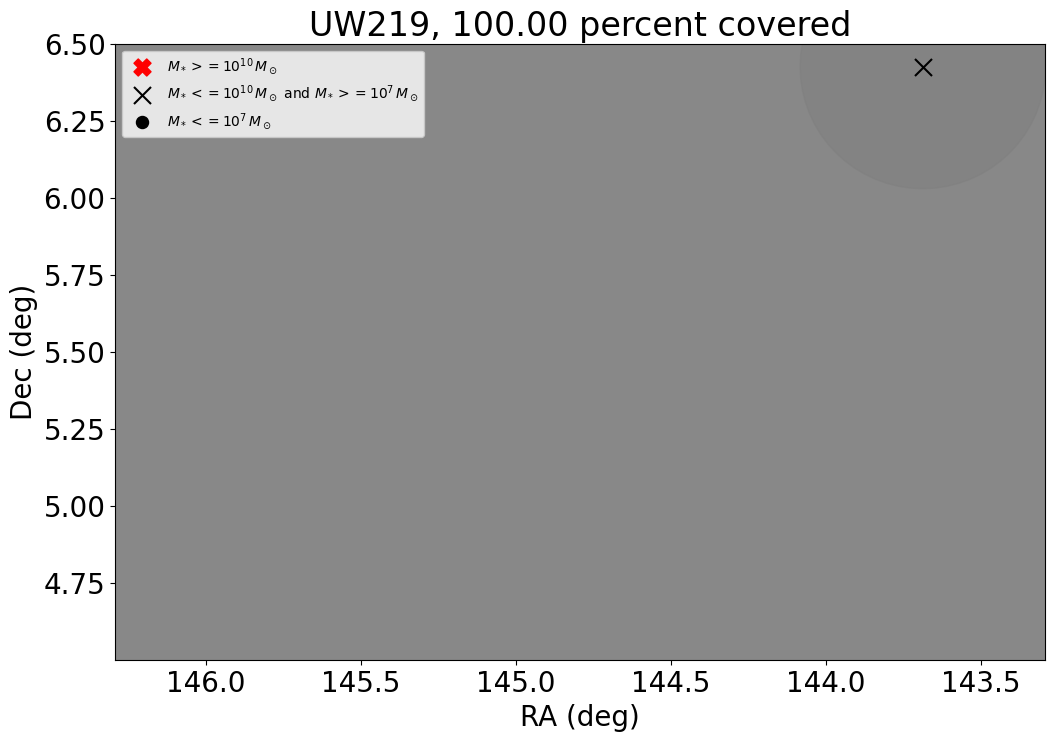 UW219, 100.00 percent covered
M* >= 10^10 M⊙
M* <= 10^10 M⊙ and M* >= 10^7 M⊙
M* <= 10^7 M⊙
6.50
6.25
6.00
5.75
5.50
5.25
5.00
4.75
Dec (deg)
146.0 145.5 145.0 144.5 144.0 143.5
RA (deg)